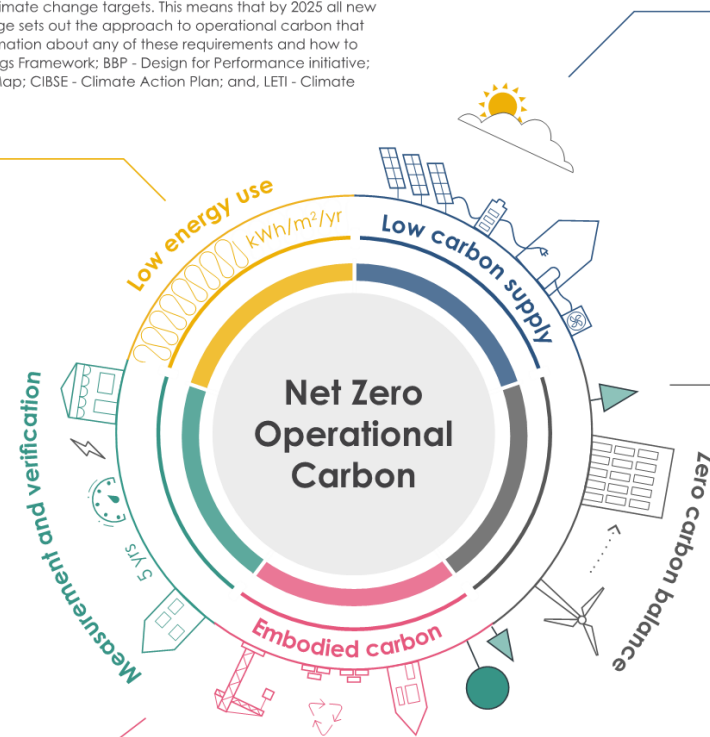 imate change targets. This means that by 2025 all new
ge sets out the approach to operational carbon that
mation about any of these requirements and how to
gs Framework; BBP - Design for Performance initiative;
Map; CIBSE - Climate Action Plan; and, LETI - Climate
Low energy use
kWh/m²/yr
Low carbon supply
Net Zero
Operational
Carbon
Measurement and verification
5 yrs
Zero carbon balance
Embodied carbon